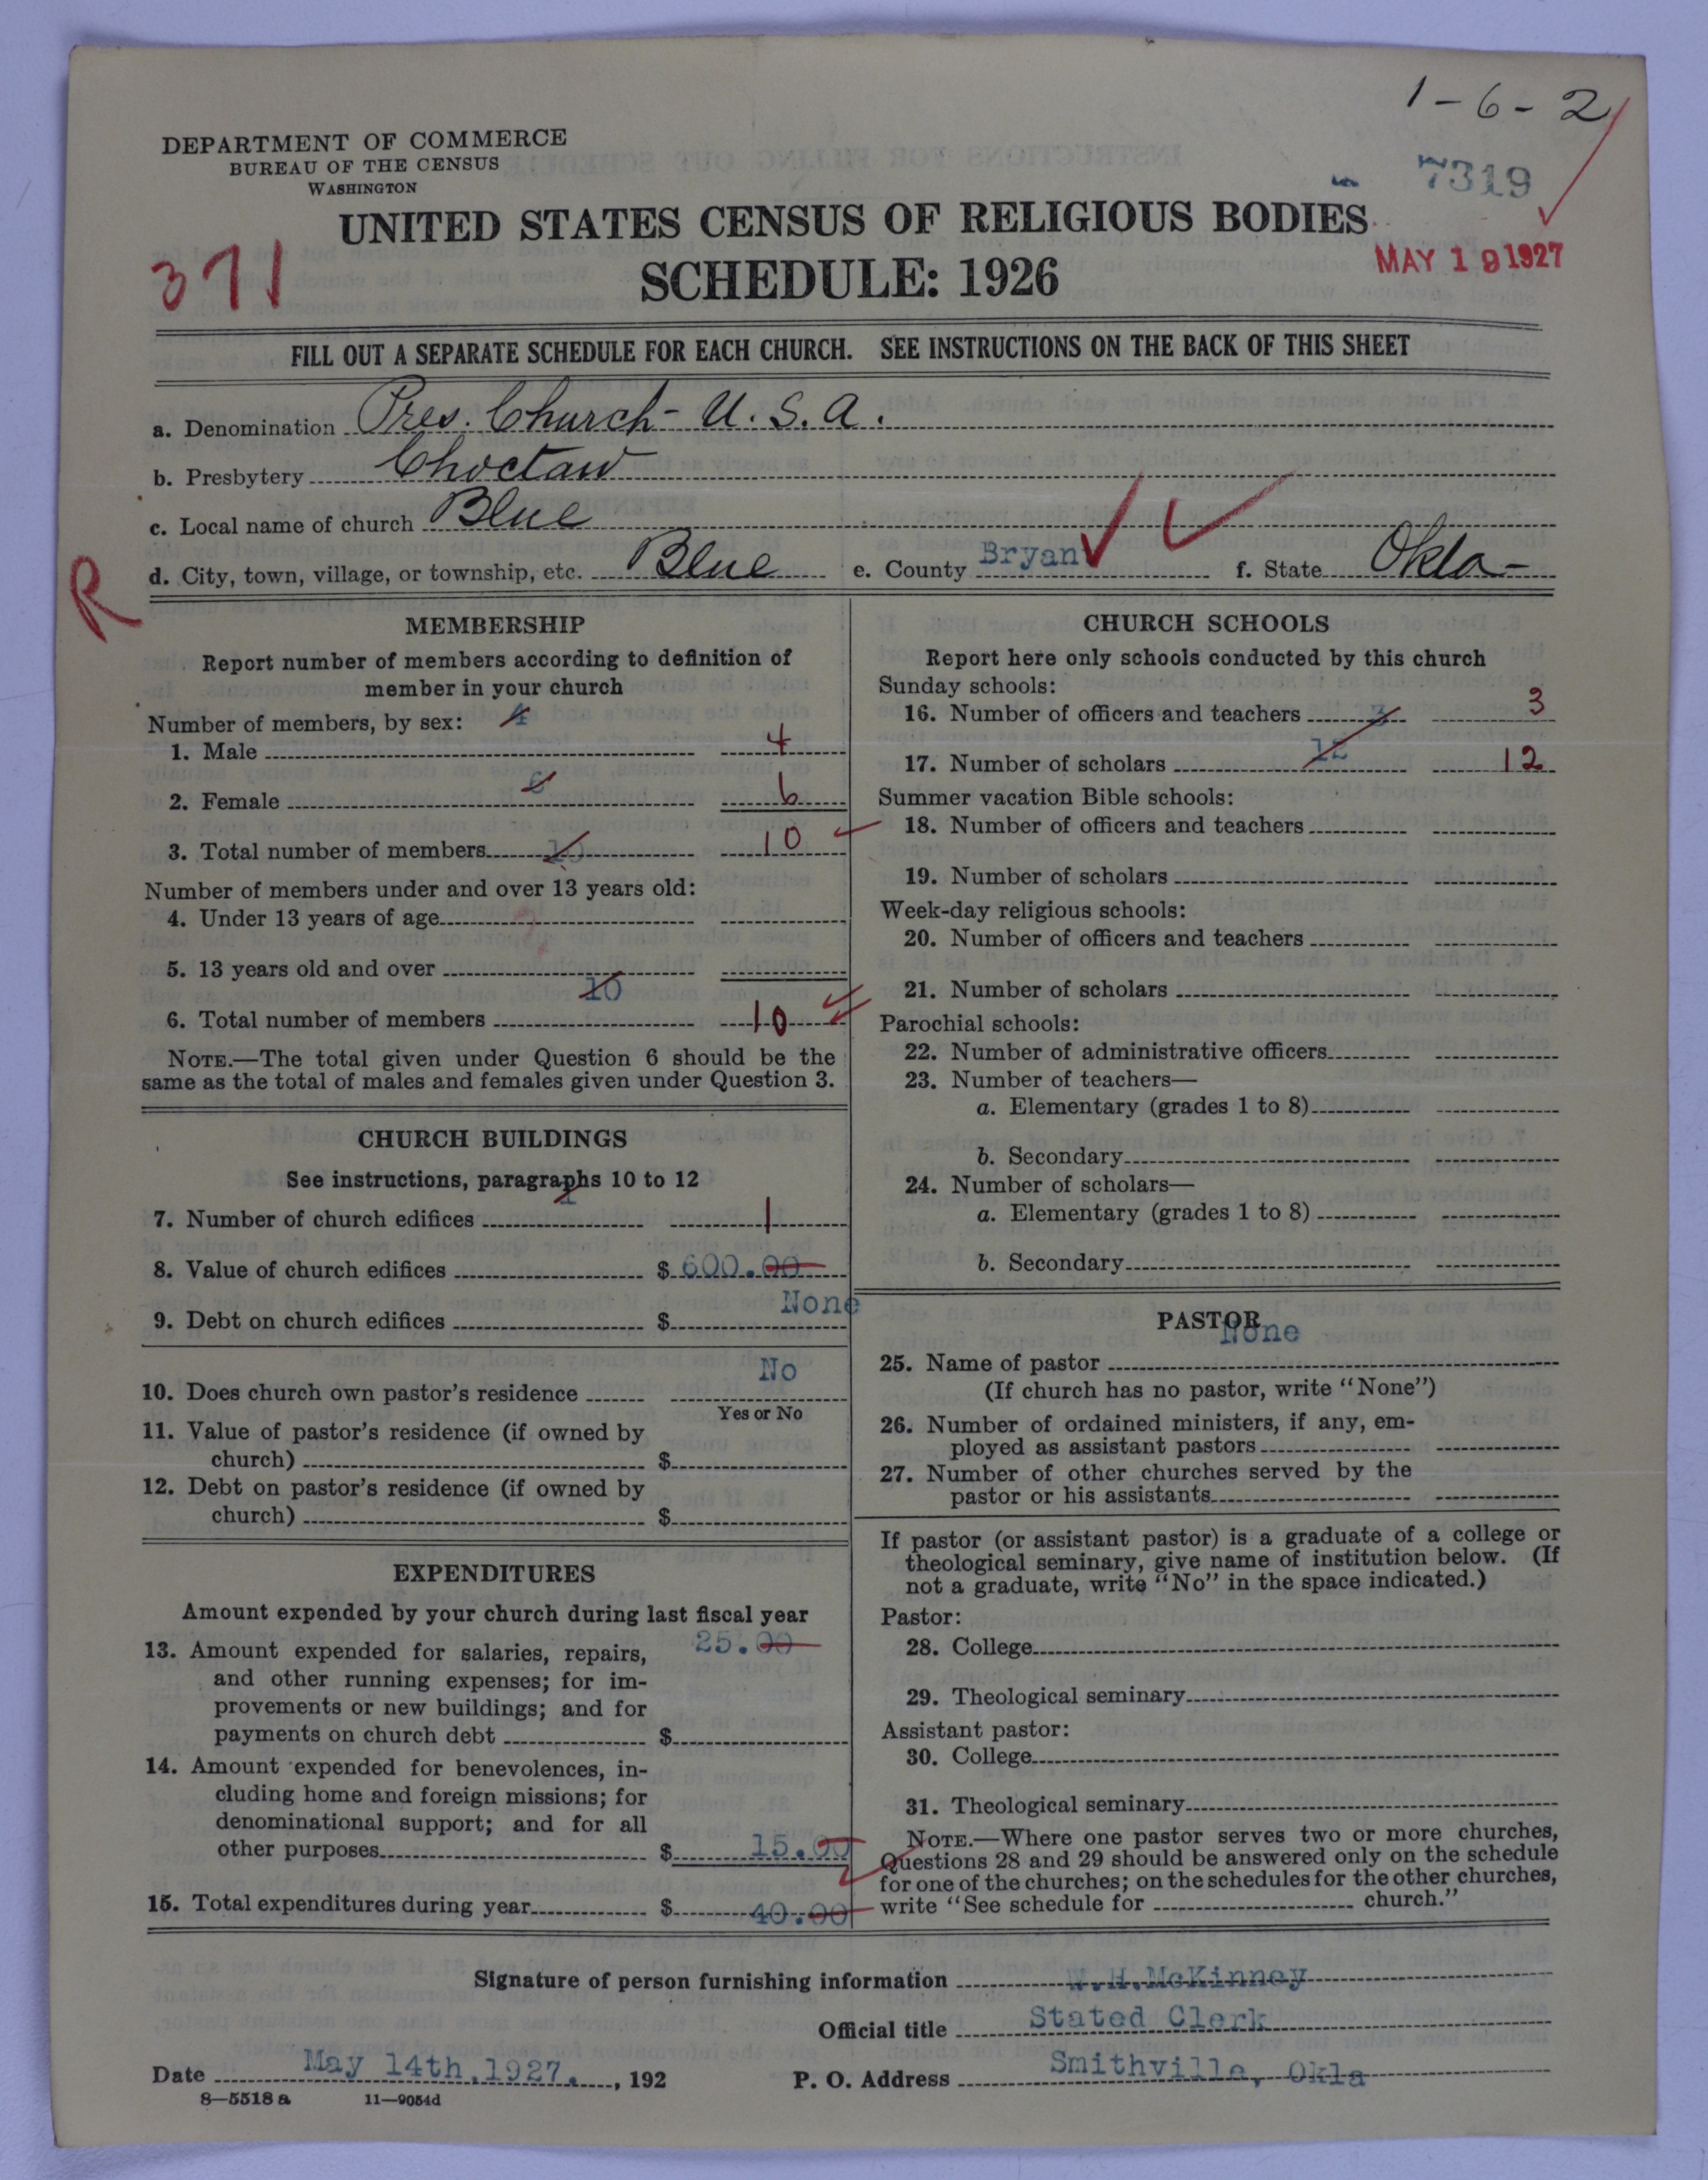 1-6-2
DEPARTMENT OF COMMERCE
BUREAU OF THE CENSUS
WASHINGTON
7319
UNITED STATES CENSUS OF RELIGIOUS BODIES
SCHEDULE: 1926
371
MAY 19 1927
FILL OUT A SEPARATE SCHEDULE FOR EACH CHURCH. SEE INSTRUCTIONS ON THE BACK OF THIS SHEET
a. Denomination Pres. Church - U.S.A.
b. Presbytery Choctaw
c. Local name of church Blue
d. City, town, village, or township, etc. Blue e. County Bryan f. State Okla-
R
MEMBERSHIP
Report number of members according to definition of
member in your church
Number of members, by sex: 4
1. Male 4
2. Female 6 6
3. Total number of members 10 10
Number of members under and over 13 years old:
4. Under 13 years of age
5. 13 years old and over
6. Total number of members 10 10
NOTE.—The total given under Question 6 should be the
same as the total of males and females given under Question 3.
CHURCH BUILDINGS
See instructions, paragraphs 10 to 12
7. Number of church edifices 1 1
8. Value of church edifices $ 600.00
9. Debt on church edifices $ None
10. Does church own pastor's residence No
Yes or No
11. Value of pastor's residence (if owned by
church) $
12. Debt on pastor's residence (if owned by
church) $
EXPENDITURES
Amount expended by your church during last fiscal year
13. Amount expended for salaries, repairs, 25.00
and other running expenses; for im-
provements or new buildings; and for
payments on church debt $
14. Amount expended for benevolences, in-
cluding home and foreign missions; for
denominational support; and for all
other purposes $ 15.00
15. Total expenditures during year $ 40.00
CHURCH SCHOOLS
Report here only schools conducted by this church
Sunday schools:
16. Number of officers and teachers 3 3
17. Number of scholars 12 12
Summer vacation Bible schools:
18. Number of officers and teachers
19. Number of scholars
Week-day religious schools:
20. Number of officers and teachers
21. Number of scholars
Parochial schools:
22. Number of administrative officers
23. Number of teachers—
a. Elementary (grades 1 to 8)
b. Secondary
24. Number of scholars—
a. Elementary (grades 1 to 8)
b. Secondary
PASTOR
25. Name of pastor None
(If church has no pastor, write "None")
26. Number of ordained ministers, if any, em-
ployed as assistant pastors
27. Number of other churches served by the
pastor or his assistants
If pastor (or assistant pastor) is a graduate of a college or
theological seminary, give name of institution below. (If
not a graduate, write "No" in the space indicated.)
Pastor:
28. College
29. Theological seminary
Assistant pastor:
30. College
31. Theological seminary
NOTE.—Where one pastor serves two or more churches,
Questions 28 and 29 should be answered only on the schedule
for one of the churches; on the schedules for the other churches,
write "See schedule for church."
Signature of person furnishing information W.H.McKinney
Official title Stated Clerk
Date May 14th,1927. , 192 P. O. Address Smithville, Okla
8—5518 a 11—9054d